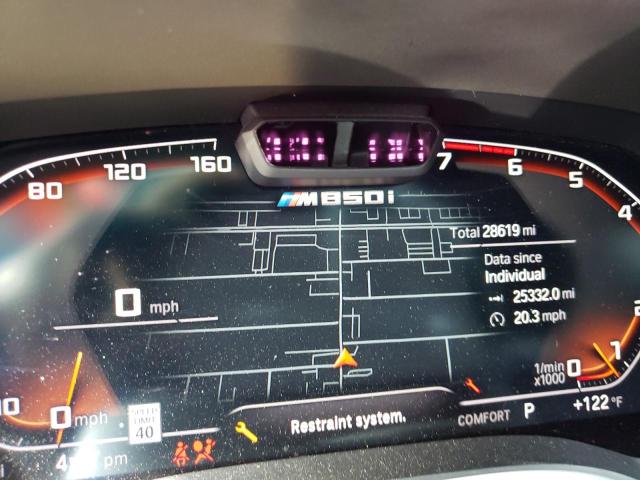 80 120 160
7 6 5 4
M850i
Total 28619 mi
Data since
Individual
25332.0 mi
20.3 mph
0 mph
2
1
1/min
x1000
0
0 mph
SPEED
LIMIT
40
Restraint system.
COMFORT P +122 °F
pm